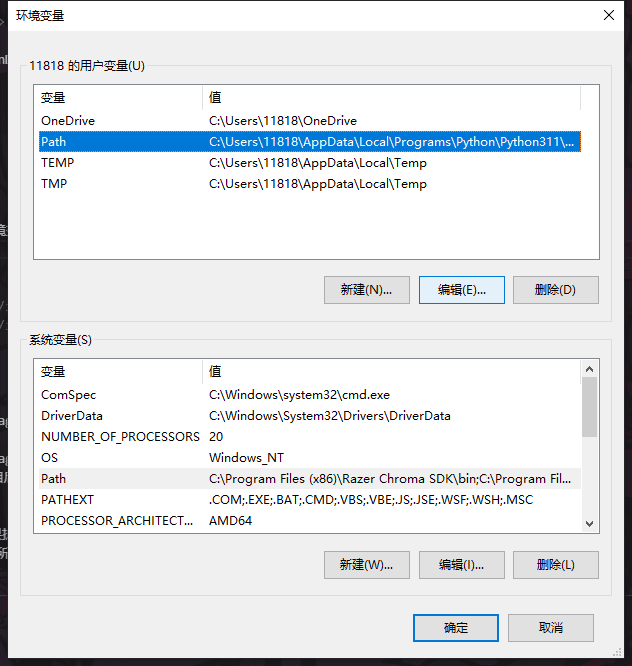 环境变量
11818 的用户变量(U)
变量 值
OneDrive C:\Users\11818\OneDrive
Path C:\Users\11818\AppData\Local\Programs\Python\Python311\...
TEMP C:\Users\11818\AppData\Local\Temp
TMP C:\Users\11818\AppData\Local\Temp
新建(N)... 编辑(E)... 删除(D)
系统变量(S)
变量 值
ComSpec C:\Windows\system32\cmd.exe
DriverData C:\Windows\System32\Drivers\DriverData
NUMBER_OF_PROCESSORS 20
OS Windows_NT
Path C:\Program Files (x86)\Razer Chroma SDK\bin;C:\Program Fil...
PATHEXT .COM;.EXE;.BAT;.CMD;.VBS;.VBE;.JS;.JSE;.WSF;.WSH;.MSC
PROCESSOR_ARCHITECT... AMD64
新建(W)... 编辑(I)... 删除(L)
确定 取消